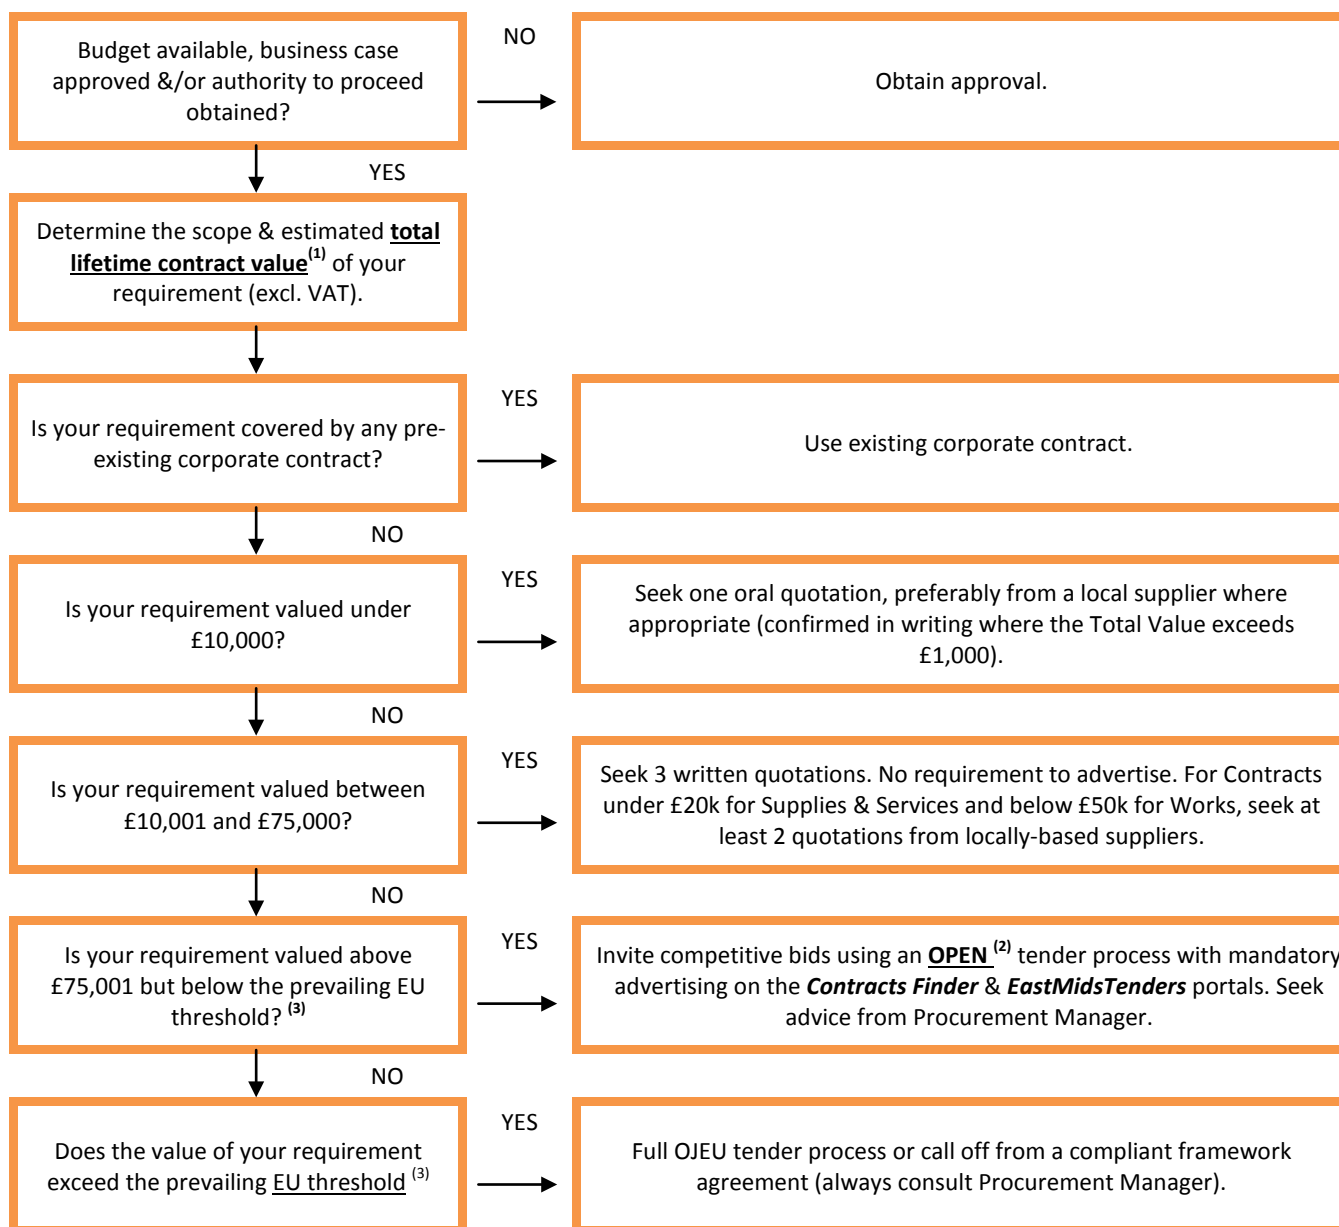 Budget available, business case
approved &/or authority to proceed
obtained?
NO
Obtain approval.
YES
Determine the scope & estimated total
lifetime contract value(1) of your
requirement (excl. VAT).
Is your requirement covered by any pre-
existing corporate contract?
YES
Use existing corporate contract.
NO
Is your requirement valued under
£10,000?
YES
Seek one oral quotation, preferably from a local supplier where
appropriate (confirmed in writing where the Total Value exceeds
£1,000).
NO
Is your requirement valued between
£10,001 and £75,000?
YES
Seek 3 written quotations. No requirement to advertise. For Contracts
under £20k for Supplies & Services and below £50k for Works, seek at
least 2 quotations from locally-based suppliers.
NO
Is your requirement valued above
£75,001 but below the prevailing EU
threshold? (3)
YES
Invite competitive bids using an OPEN (2) tender process with mandatory
advertising on the Contracts Finder & EastMidsTenders portals. Seek
advice from Procurement Manager.
NO
Does the value of your requirement
exceed the prevailing EU threshold (3)
YES
Full OJEU tender process or call off from a compliant framework
agreement (always consult Procurement Manager).